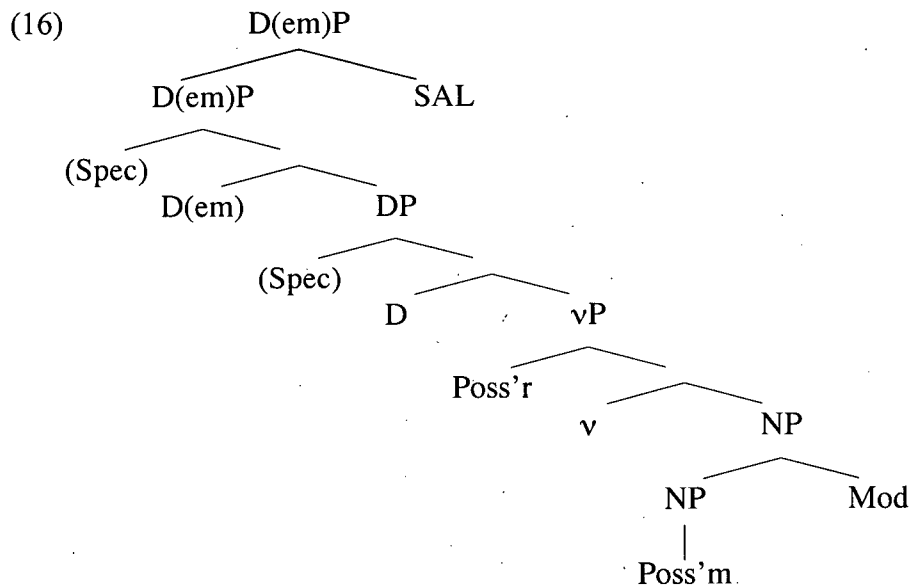 (16) D(em)P
D(em)P SAL
(Spec)
D(em) DP
(Spec)
D νP
Poss'r
ν NP
NP Mod
Poss'm